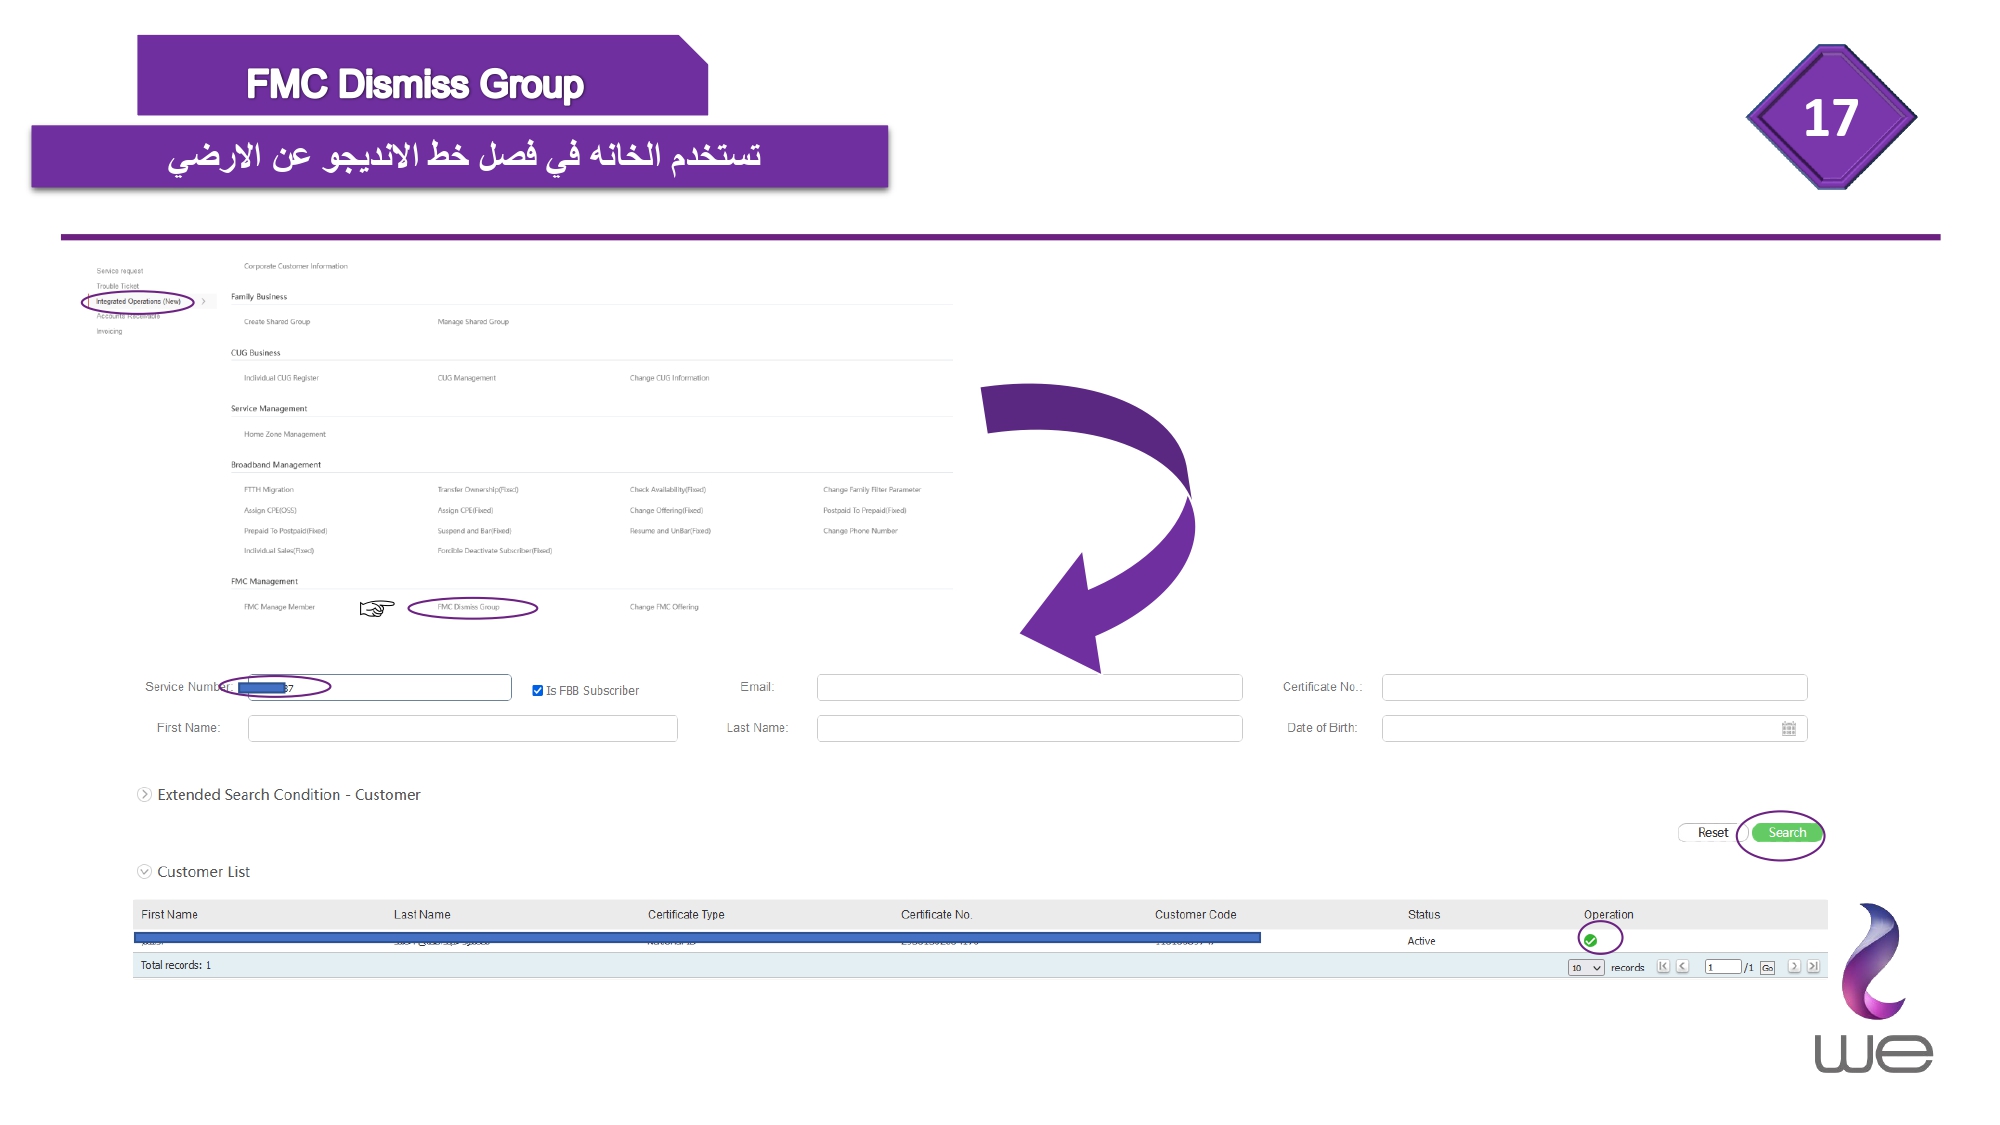 FMC Dismiss Group
17
تستخدم الخانه في فصل خط الانديجو عن الارضي
Corporate Customer Information
Service request
Trouble Ticket
Integrated Operations (New)
Accounts Receivable
Invoicing
Family Business
Create Shared Group Manage Shared Group
CUG Business
Individual CUG Register CUG Management Change CUG Information
Service Management
Home Zone Management
Broadband Management
FTTH Migration Transfer Ownership(Fixed) Check Availability(Fixed) Change Family Filter Parameter
Assign CPE(OSS) Assign CPE(Fixed) Change Offering(Fixed) Postpaid To Prepaid(Fixed)
Prepaid To Postpaid(Fixed) Suspend and Bar(Fixed) Resume and UnBar(Fixed) Change Phone Number
Individual Sales(Fixed) Forcible Deactivate Subscriber(Fixed)
FMC Management
FMC Manage Member FMC Dismiss Group Change FMC Offering
Service Number: 37 Is FBB Subscriber Email: Certificate No.:
First Name: Last Name: Date of Birth:
Extended Search Condition - Customer
Reset Search
Customer List
First Name Last Name Certificate Type Certificate No. Customer Code Status Operation
Active
Total records: 1 10 records 1 /1 Go
we